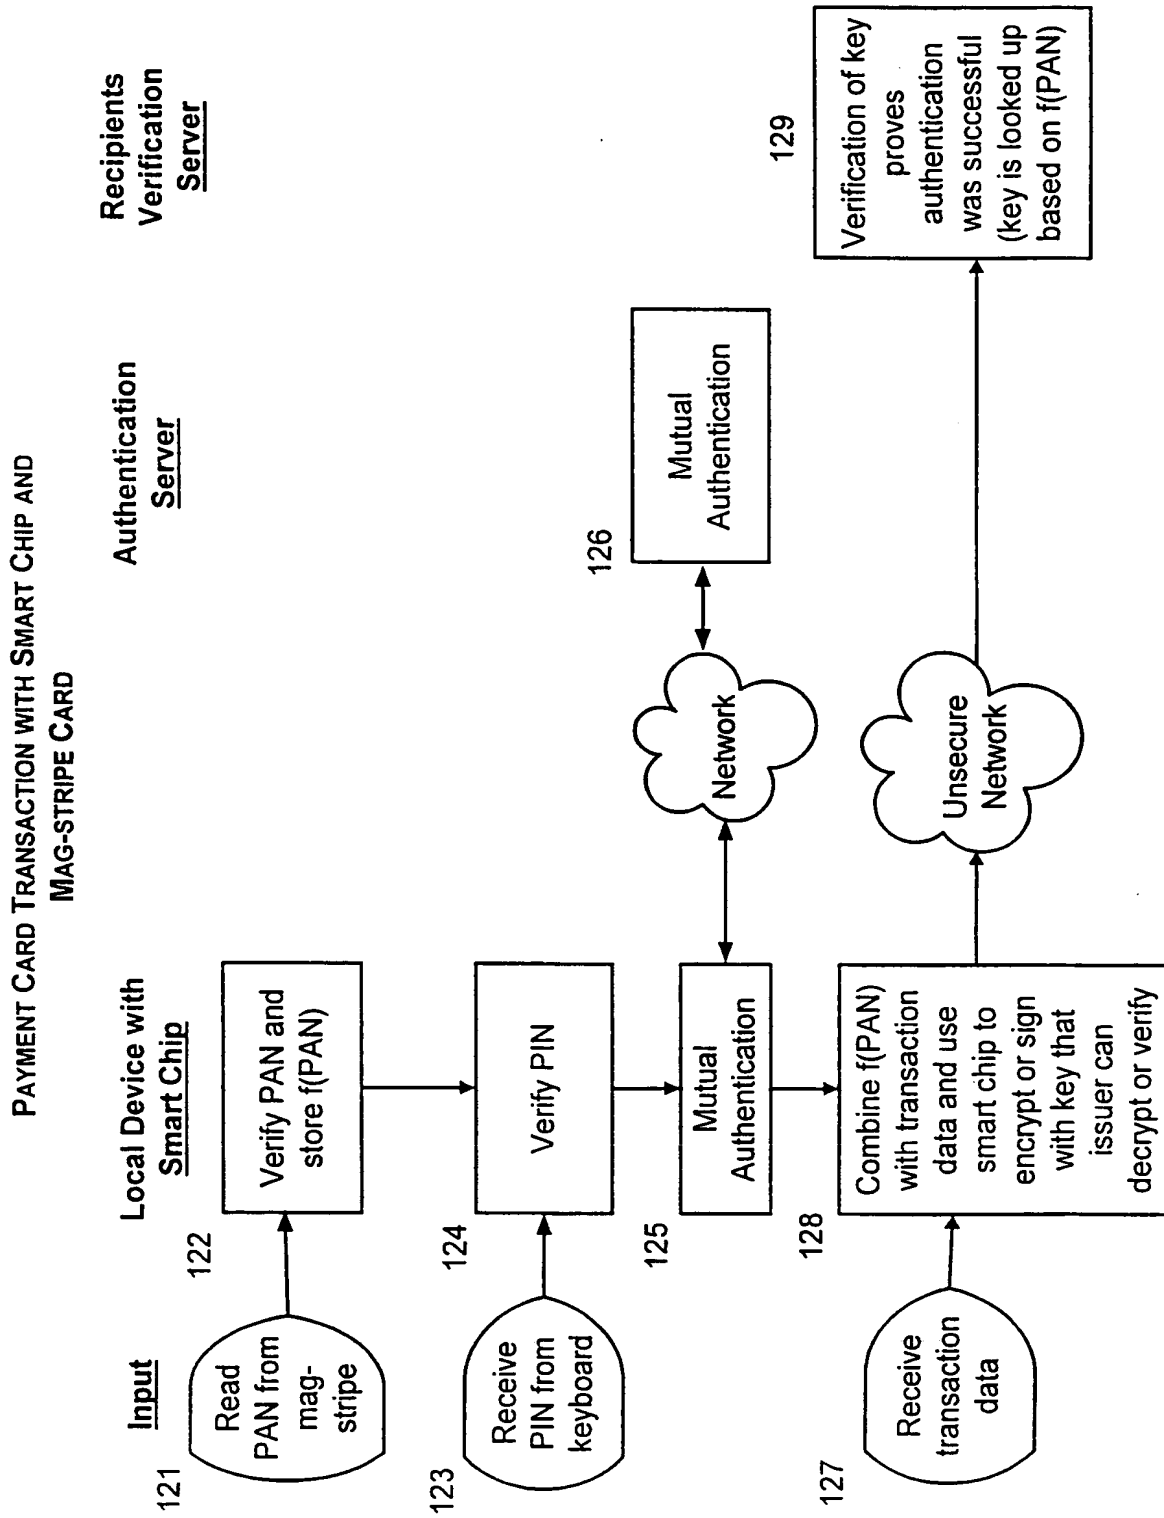 PAYMENT CARD TRANSACTION WITH SMART CHIP AND
MAG-STRIPE CARD
Input
Local Device with
Smart Chip
Authentication
Server
Recipients
Verification
Server
121
Read
PAN from
mag-
stripe
122
Verify PAN and
store f(PAN)
123
Receive
PIN from
keyboard
124
Verify PIN
125
Mutual
Authentication
Network
126
Mutual
Authentication
127
Receive
transaction
data
128
Combine f(PAN)
with transaction
data and use
smart chip to
encrypt or sign
with key that
issuer can
decrypt or verify
Unsecure
Network
129
Verification of key
proves
authentication
was successful
(key is looked up
based on f(PAN)